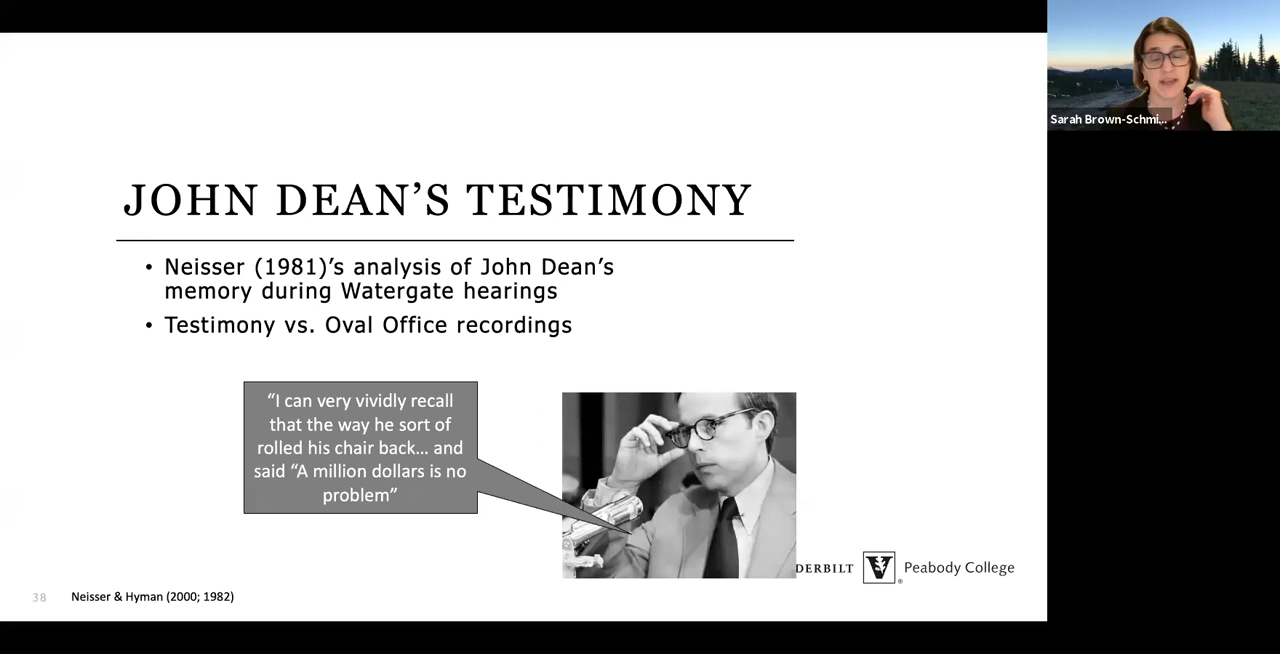 Sarah Brown-Schmi...
JOHN DEAN’S TESTIMONY
• Neisser (1981)’s analysis of John Dean’s
memory during Watergate hearings
• Testimony vs. Oval Office recordings
“I can very vividly recall
that the way he sort of
rolled his chair back... and
said “A million dollars is no
problem”
DERBILT V ® Peabody College
38 Neisser & Hyman (2000; 1982)